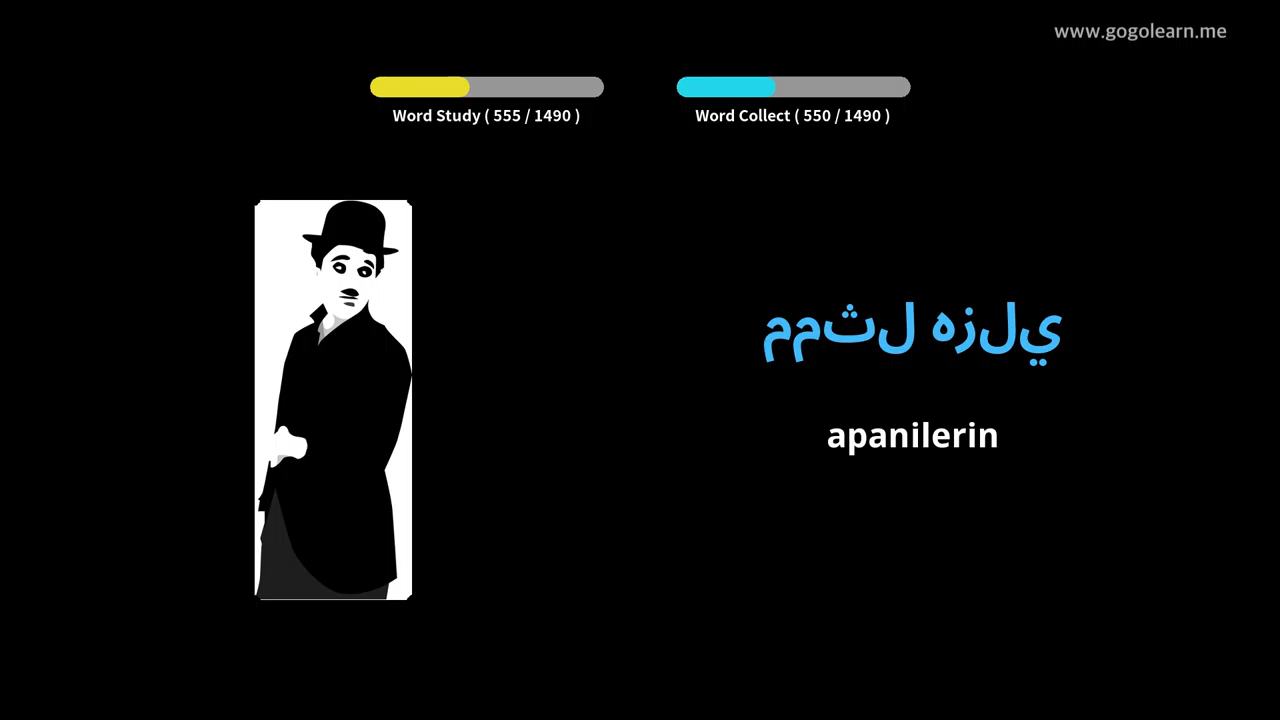 www.gogolearn.me
Word Study ( 555 / 1490 )
Word Collect ( 550 / 1490 )
ممثل هزلي
apanilerin